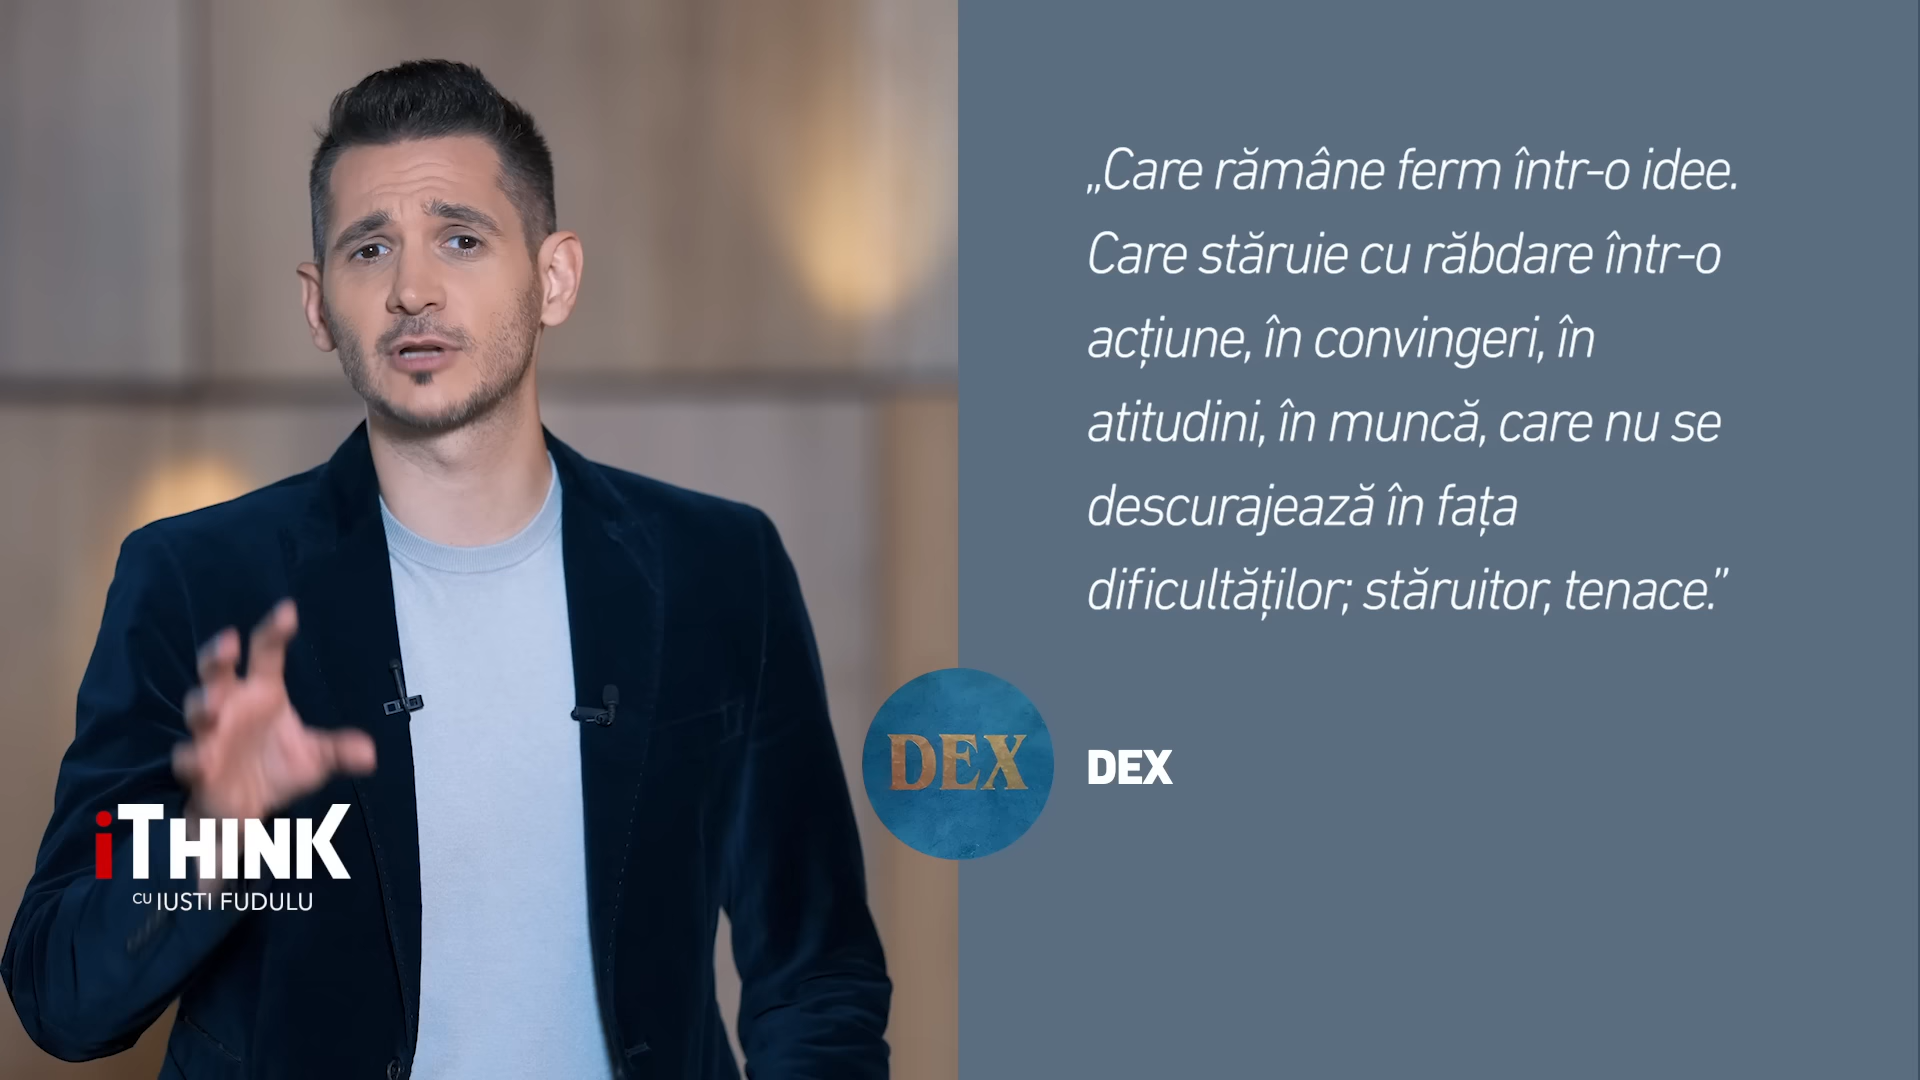 „Care rămâne ferm într-o idee.
Care stăruie cu răbdare într-o
acțiune, în convingeri, în
atitudini, în muncă, care nu se
descurajează în fața
dificultăților; stăruitor, tenace.”
DEX
DEX
iTHINK
CU IUSTI FUDULU